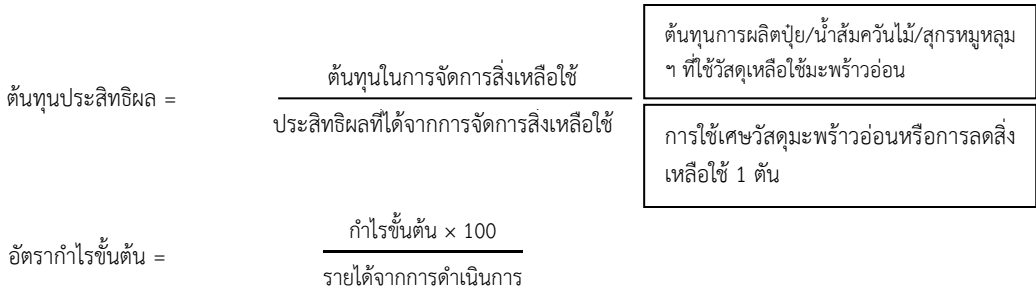 ต้นทุนการผลิตปุ๋ย/น้ำส้มควันไม้/สุกรหมูหลุม
ฯ ที่ใช้วัสดุเหลือใช้มะพร้าวอ่อน
ต้นทุนประสิทธิผล =
ต้นทุนในการจัดการสิ่งเหลือใช้
ประสิทธิผลที่ได้จากการจัดการสิ่งเหลือใช้
การใช้เศษวัสดุมะพร้าวอ่อนหรือการลดสิ่ง
เหลือใช้ 1 ตัน
อัตรากำไรขั้นต้น =
กำไรขั้นต้น × 100
รายได้จากการดำเนินการ